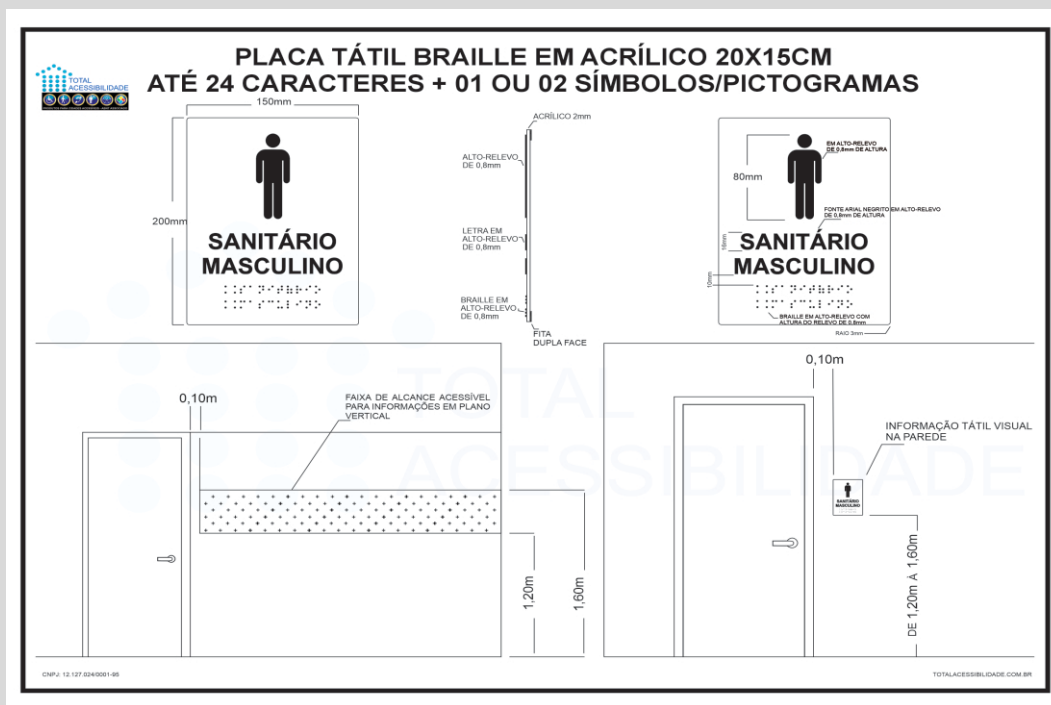 PLACA TÁTIL BRAILLE EM ACRÍLICO 20X15CM
ATÉ 24 CARACTERES + 01 OU 02 SÍMBOLOS/PICTOGRAMAS
TOTAL
ACESSIBILIDADE
150mm
200mm
SANITÁRIO
MASCULINO
ACRÍLICO 2mm
ALTO-RELEVO
DE 0,8mm
LETRA EM
ALTO-RELEVO
DE 0,8mm
BRAILLE EM
ALTO-RELEVO
DE 0,8mm
FITA
DUPLA FACE
EM ALTO-RELEVO
DE 0,8mm DE ALTURA
80mm
FONTE ARIAL NEGRITO EM ALTO-RELEVO
DE 0,8mm DE ALTURA
16mm
SANITÁRIO
MASCULINO
10mm
BRAILLE EM ALTO-RELEVO COM
ALTURA DO RELEVO DE 0,8mm
RAIO 3mm
0,10m
FAIXA DE ALCANCE ACESSÍVEL
PARA INFORMAÇÕES EM PLANO
VERTICAL
1,20m
1,60m
0,10m
INFORMAÇÃO TÁTIL VISUAL
NA PAREDE
SANITÁRIO
MASCULINO
DE 1,20m À 1,60m
TOTAL
ACESSIBILIDADE
CNPJ: 12.127.024/0001-95
TOTALACESSIBILIDADE.COM.BR